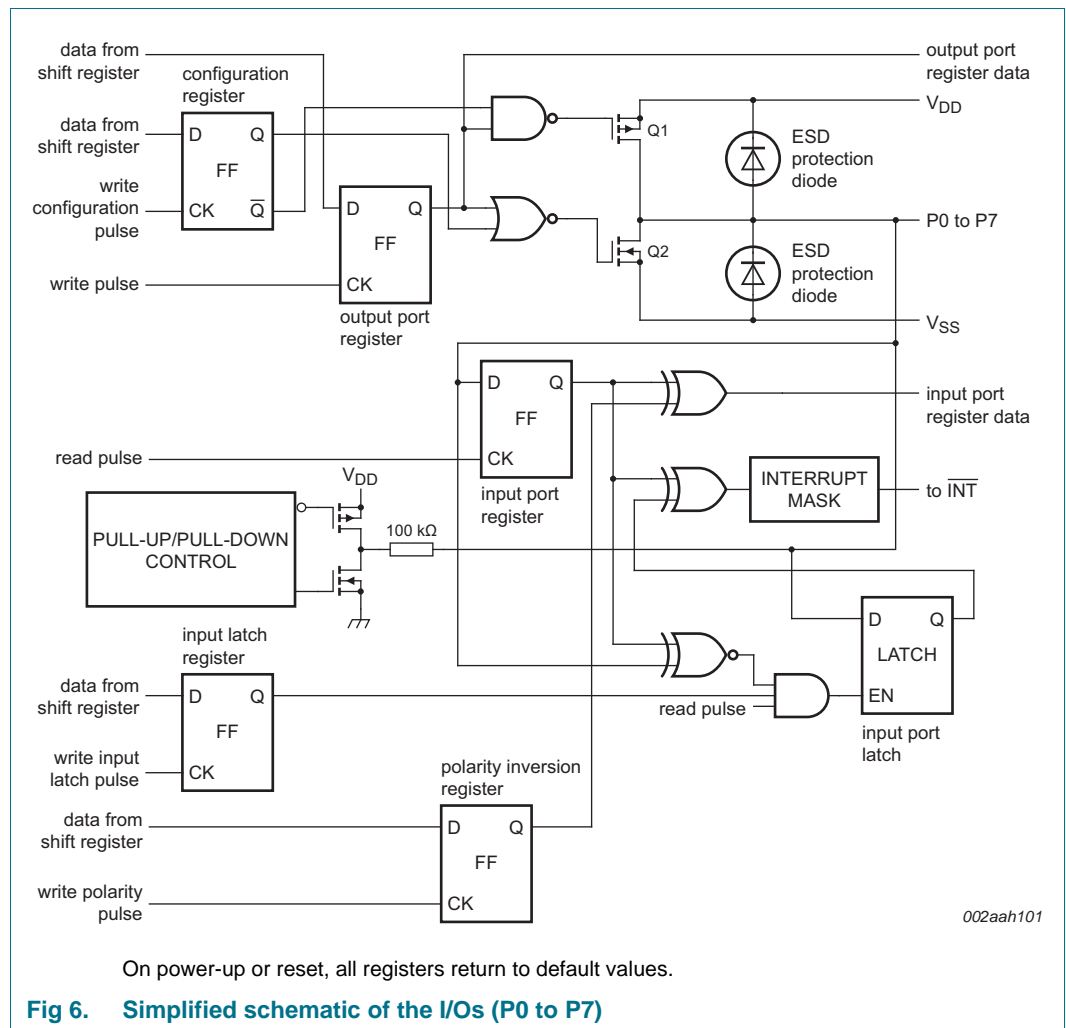 data from
shift register
configuration
register
data from
shift register
D Q
FF
CK Q̅
write
configuration
pulse
D Q
FF
CK
write pulse
output port
register
Q1
Q2
output port
register data
VDD
ESD
protection
diode
P0 to P7
ESD
protection
diode
VSS
D Q
FF
CK
read pulse
input port
register
input port
register data
INTERRUPT
MASK
to I̅N̅T̅
VDD
PULL-UP/PULL-DOWN
CONTROL
100 kΩ
D Q
LATCH
EN
input port
latch
read pulse
input latch
register
data from
shift register
D Q
FF
CK
write input
latch pulse
polarity inversion
register
data from
shift register
D Q
FF
CK
write polarity
pulse
002aah101
On power-up or reset, all registers return to default values.
Fig 6. Simplified schematic of the I/Os (P0 to P7)